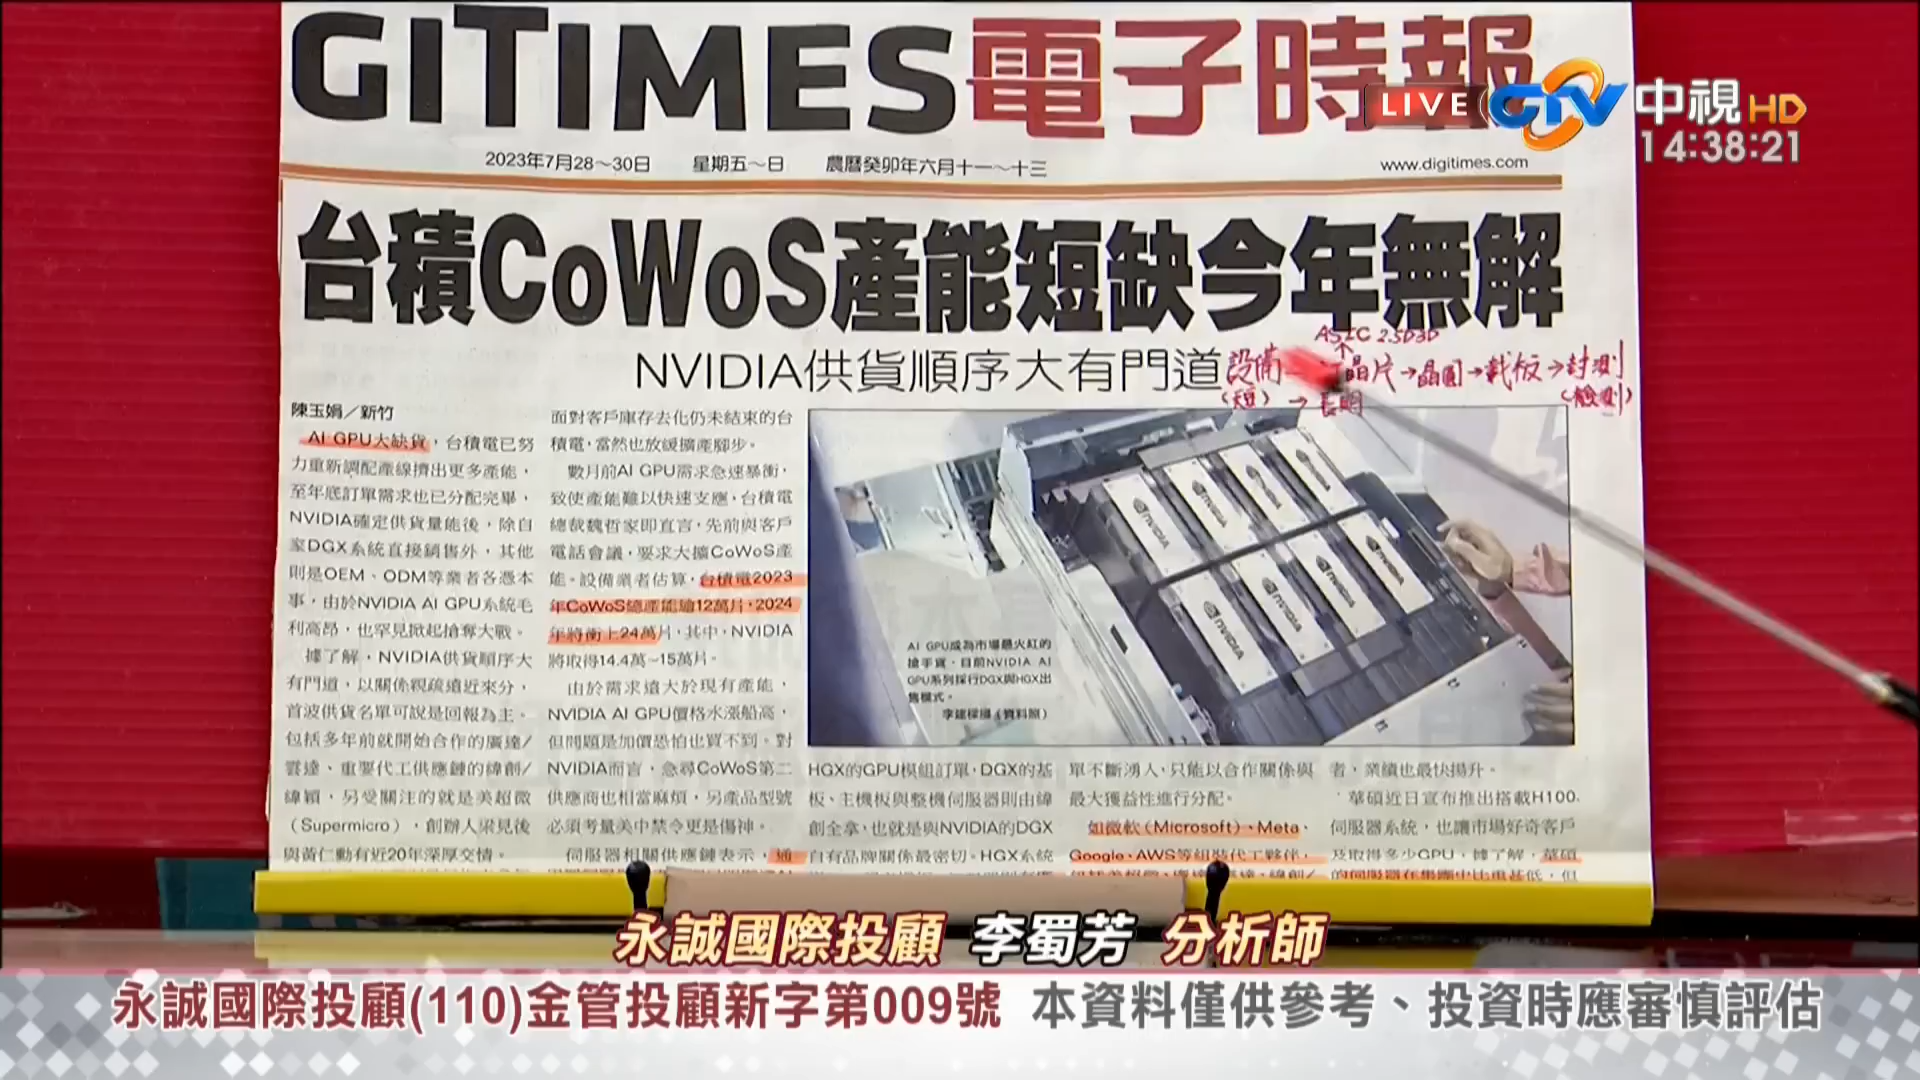 GITIMES電子時報
LIVE CTV 中視HD
14:38:21
2023年7月28~30日 星期五~日 農曆癸卯年六月十一~十三
www.digitimes.com
台積CoWoS產能短缺今年無解
NVIDIA供貨順序大有門道
ASIC 2.5D3D
設備
晶片→晶圓→載板→封測
(短)→長期
(檢測)
陳玉娟/新竹
AI GPU大缺貨,台積電已努
力重新調配產線擠出更多產能,
至年底訂單需求也已分配完畢,
NVIDIA確定供貨量能後,除自
家DGX系統直接銷售外,其他
則是OEM、ODM等業者各憑本
事,由於NVIDIA AI GPU系統毛
利高昂,也罕見掀起搶奪大戰。
據了解,NVIDIA供貨順序大
有門道,以關係親疏遠近來分,
首波供貨名單可說是回報為主。
包括多年前就開始合作的廣達/
雲達、重要代工供應鏈的緯創/
緯穎,另受關注的就是美超微
(Supermicro),創辦人梁見後
與黃仁勳有近20年深厚交情。
面對客戶庫存去化仍未結束的台
積電,當然也放緩擴產腳步。
數月前AI GPU需求急速暴衝,
致使產能難以快速支應,台積電
總裁魏哲家即直言,先前與客戶
電話會議,要求大擴CoWoS產
能。設備業者估算,台積電2023
年CoWoS總產能逾12萬片,2024
年將衝上24萬片,其中,NVIDIA
將取得14.4萬~15萬片。
由於需求遠大於現有產能,
NVIDIA AI GPU價格水漲船高,
但問題是加價恐怕也買不到。對
NVIDIA而言,急尋CoWoS第二
供應商也相當麻煩,另產品型號
必須考量美中禁令更是傷神。
伺服器相關供應鏈表示,通
AI GPU成為市場最火紅的
搶手貨,目前NVIDIA AI
GPU系列採行DGX與HGX出
售模式。
李建樑攝(資料照)
HGX的GPU模組訂單,DGX的基
板、主機板與整機伺服器則由緯
創全拿,也就是與NVIDIA的DGX
自有品牌關係最密切。HGX系統
單不斷湧入,只能以合作關係與
最大獲益性進行分配。
如微軟(Microsoft)、Meta、
Google、AWS等組裝代工夥伴,
者,業績也最快揚升。
華碩近日宣布推出搭載H100
伺服器系統,也讓市場好奇客戶
及取得多少GPU,據了解,華碩
的伺服器在集團中比重甚低,但
永誠國際投顧 李蜀芳 分析師
永誠國際投顧(110)金管投顧新字第009號 本資料僅供參考、投資時應審慎評估